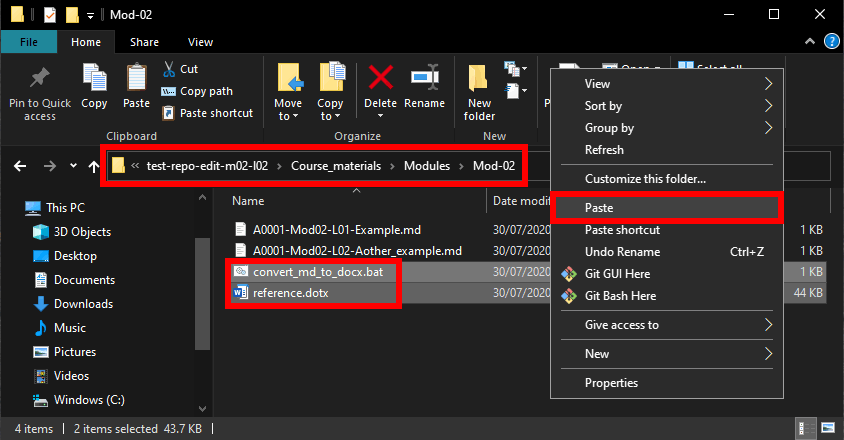 Mod-02
File Home Share View
Pin to Quick access
Copy
Paste
Cut
Copy path
Paste shortcut
Clipboard
Move to
Copy to
Delete
Rename
Organize
New folder
New
Select all
« test-repo-edit-m02-l02 > Course_materials > Modules > Mod-02
This PC
3D Objects
Desktop
Documents
Downloads
Music
Pictures
Videos
Windows (C:)
Name Date modif
A0001-Mod02-L01-Example.md 30/07/2020 1 KB
A0001-Mod02-L02-Aother_example.md 30/07/2020 1 KB
convert_md_to_docx.bat 30/07/2020 1 KB
reference.dotx 30/07/2020 44 KB
View
Sort by
Group by
Refresh
Customize this folder...
Paste
Paste shortcut
Undo Rename Ctrl+Z
Git GUI Here
Git Bash Here
Give access to
New
Properties
4 items 2 items selected 43.7 KB